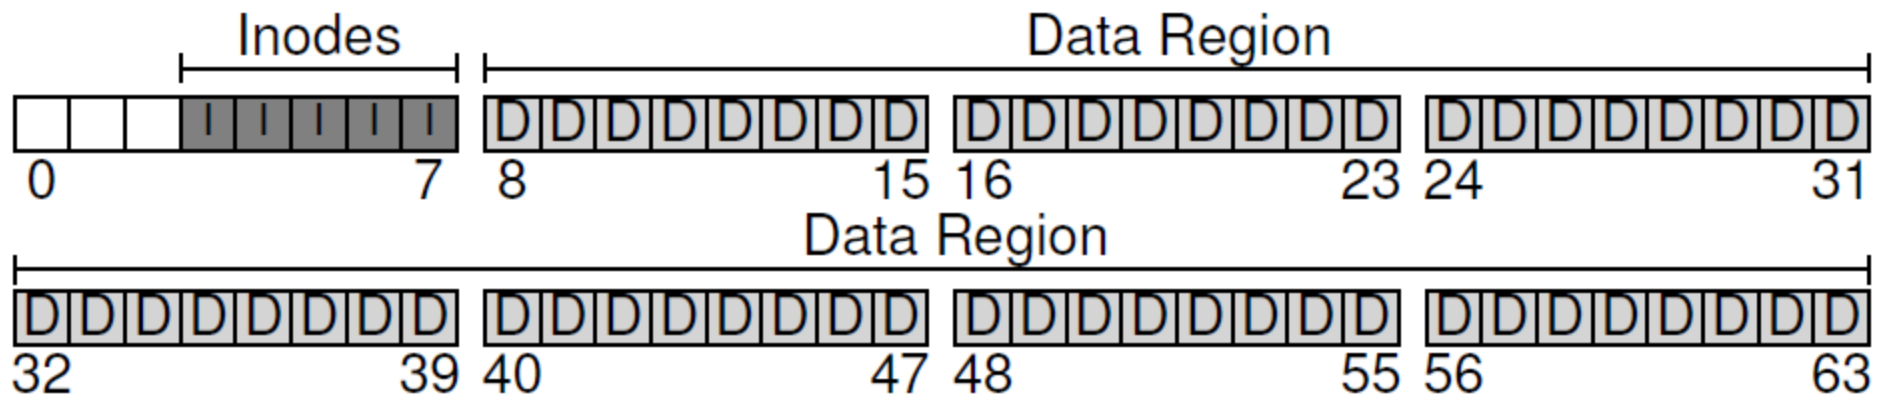 Inodes Data Region
I I I I I D D D D D D D D D D D D D D D D D D D D D D D D
0 7 8 15 16 23 24 31
Data Region
D D D D D D D D D D D D D D D D D D D D D D D D D D D D D D D D
32 39 40 47 48 55 56 63